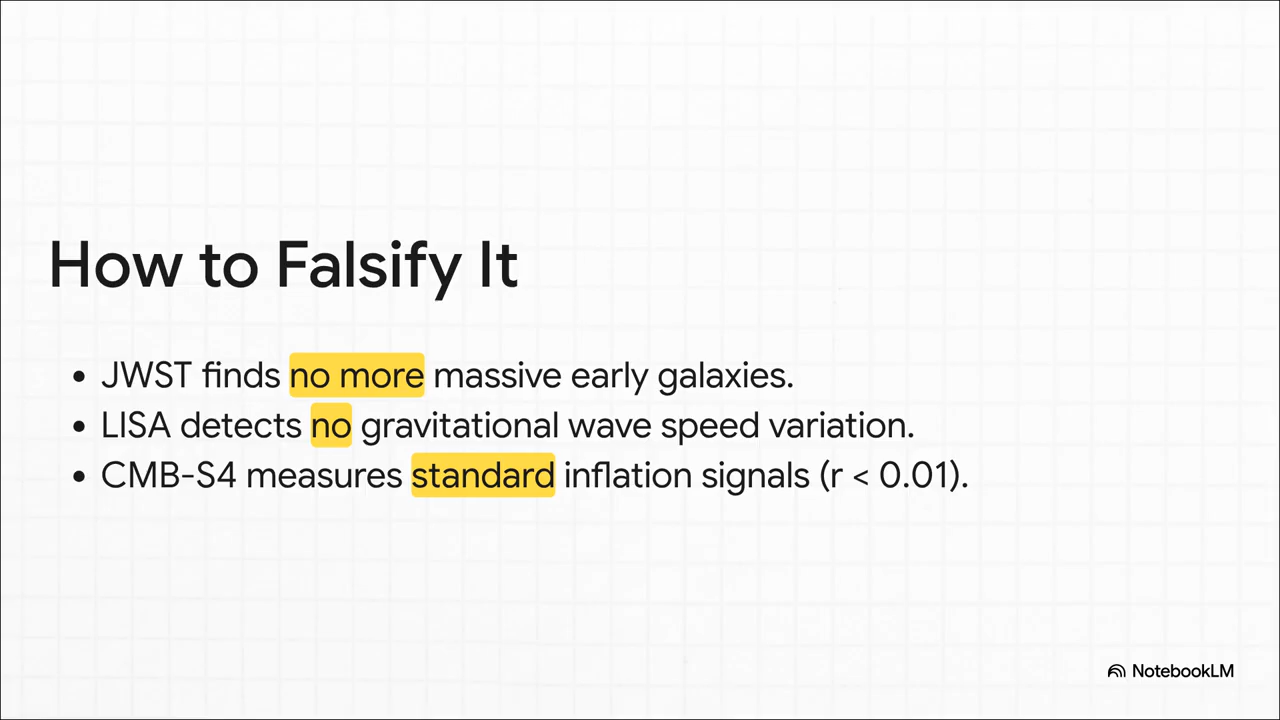 How to Falsify It
• JWST finds no more massive early galaxies.
• LISA detects no gravitational wave speed variation.
• CMB-S4 measures standard inflation signals (r < 0.01).
NotebookLM